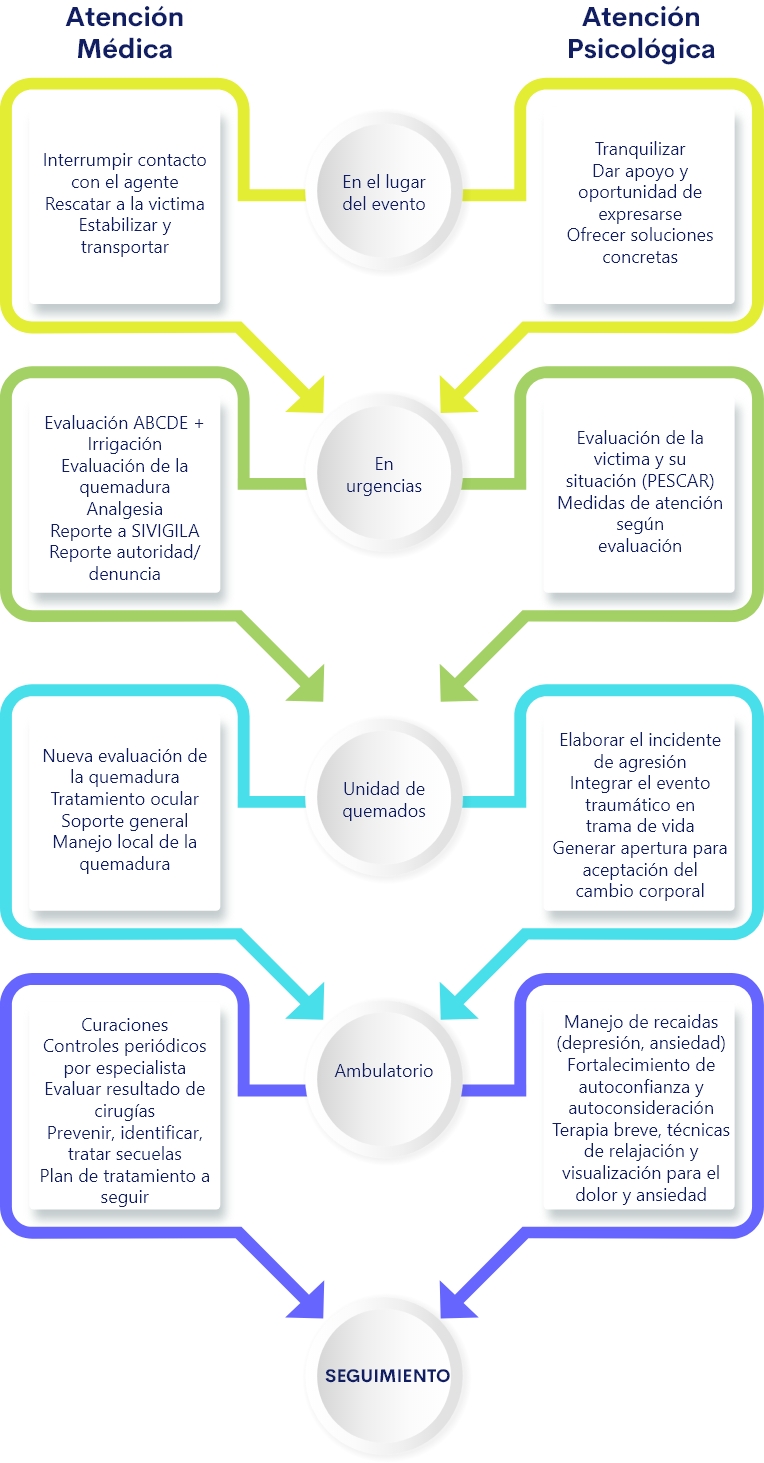 Atención
Médica
Atención
Psicológica
Interrumpir contacto
con el agente
Rescatar a la victima
Estabilizar y
transportar
En el lugar
del evento
Tranquilizar
Dar apoyo y
oportunidad de
expresarse
Ofrecer soluciones
concretas
Evaluación ABCDE +
Irrigación
Evaluación de la
quemadura
Analgesia
Reporte a SIVIGILA
Reporte autoridad/
denuncia
En
urgencias
Evaluación de la
victima y su
situación (PESCAR)
Medidas de atención
según
evaluación
Nueva evaluación de
la quemadura
Tratamiento ocular
Soporte general
Manejo local de la
quemadura
Unidad de
quemados
Elaborar el incidente
de agresión
Integrar el evento
traumático en
trama de vida
Generar apertura para
aceptación del
cambio corporal
Curaciones
Controles periódicos
por especialista
Evaluar resultado de
cirugías
Prevenir, identificar,
tratar secuelas
Plan de tratamiento a
seguir
Ambulatorio
Manejo de recaidas
(depresión, ansiedad)
Fortalecimiento de
autoconfianza y
autoconsideración
Terapia breve, técnicas
de relajación y
visualización para el
dolor y ansiedad
SEGUIMIENTO